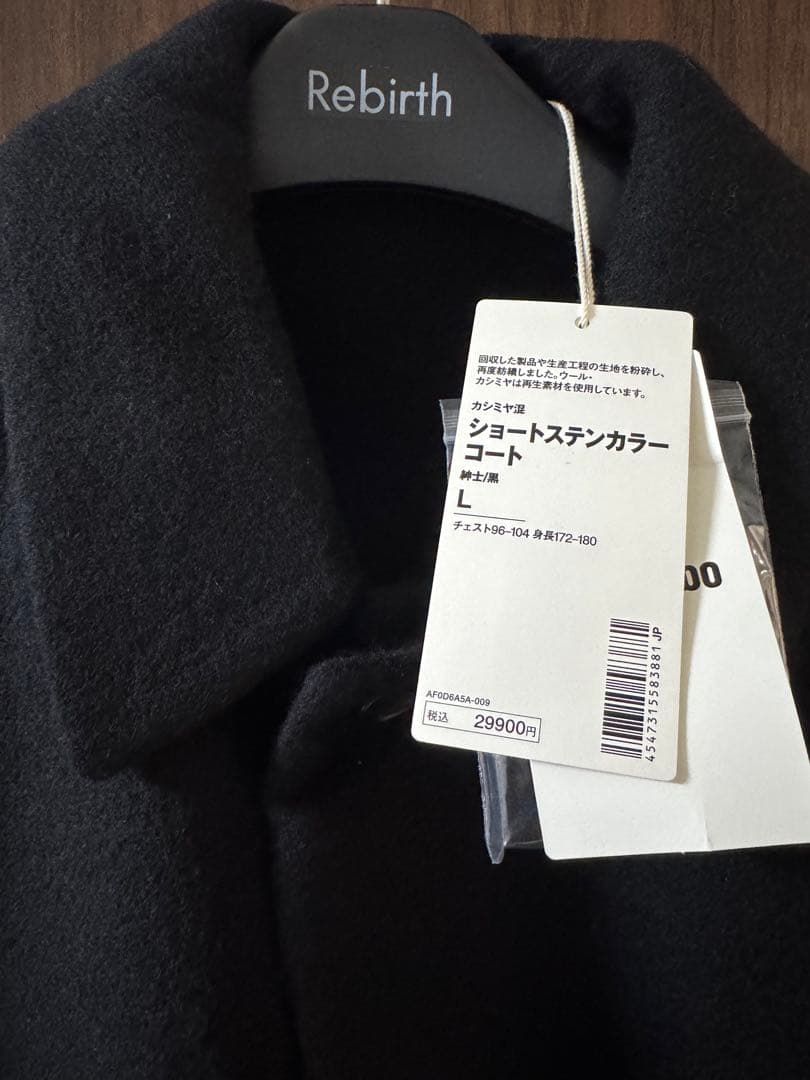 Rebirth
回収した製品や生産工程の生地を粉砕し、
再度紡績しました。ウール・
カシミヤは再生素材を使用しています。
カシミヤ混
ショートステンカラー
コート
紳士/黒
L
チェスト96-104 身長172-180
AF0D6A5A-009
税込 29900円
4547315583881 JP
00